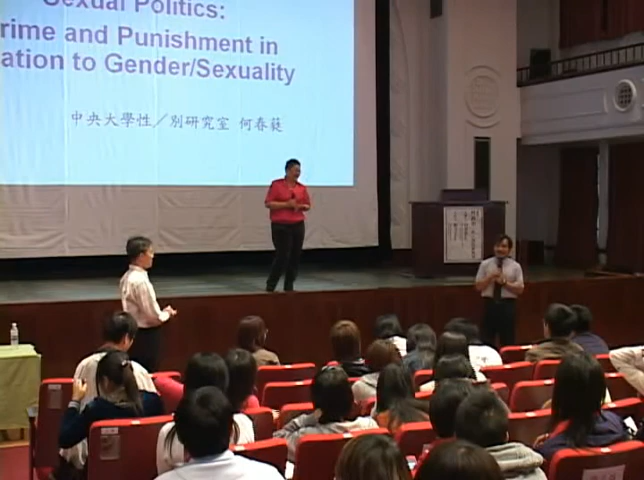 Sexual Politics:
rime and Punishment in
ation to Gender/Sexuality
中央大學性／別研究室 何春蕤